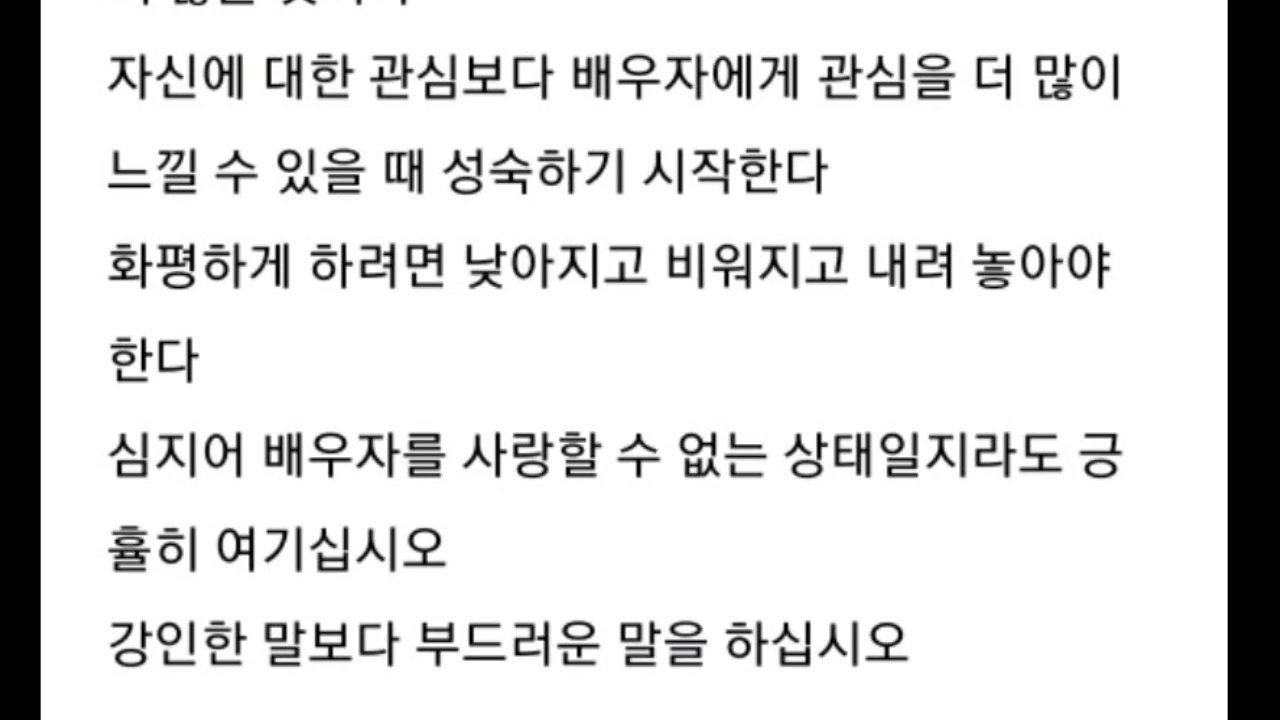 자신에 대한 관심보다 배우자에게 관심을 더 많이
느낄 수 있을 때 성숙하기 시작한다
화평하게 하려면 낮아지고 비워지고 내려 놓아야
한다
심지어 배우자를 사랑할 수 없는 상태일지라도 긍
휼히 여기십시오
강인한 말보다 부드러운 말을 하십시오